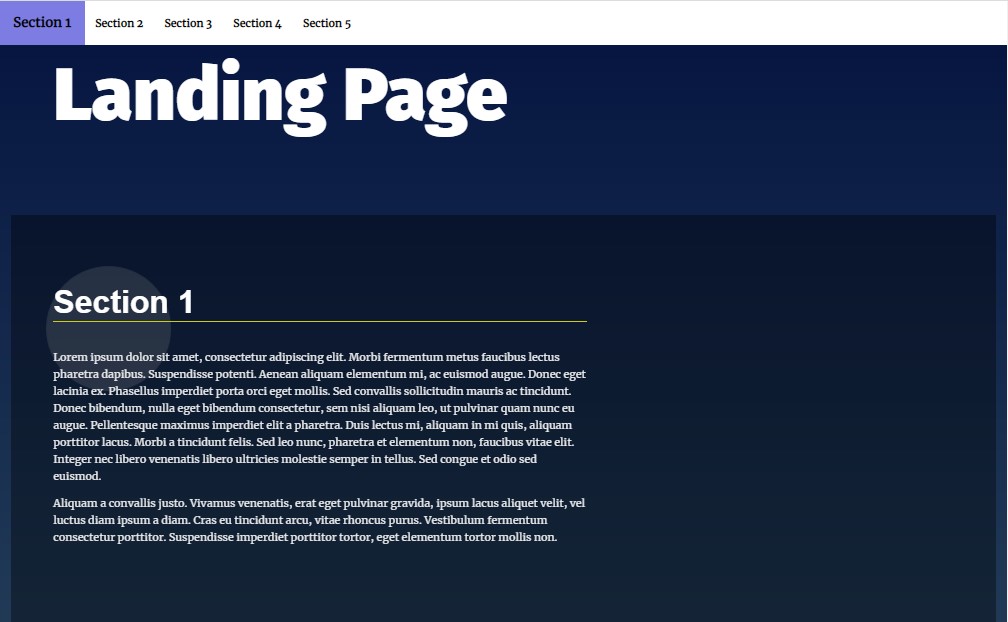 Section 1 Section 2 Section 3 Section 4 Section 5
Landing Page
Section 1
Lorem ipsum dolor sit amet, consectetur adipiscing elit. Morbi fermentum metus faucibus lectus
pharetra dapibus. Suspendisse potenti. Aenean aliquam elementum mi, ac euismod augue. Donec eget
lacinia ex. Phasellus imperdiet porta orci eget mollis. Sed convallis sollicitudin mauris ac tincidunt.
Donec bibendum, nulla eget bibendum consectetur, sem nisi aliquam leo, ut pulvinar quam nunc eu
augue. Pellentesque maximus imperdiet elit a pharetra. Duis lectus mi, aliquam in mi quis, aliquam
porttitor lacus. Morbi a tincidunt felis. Sed leo nunc, pharetra et elementum non, faucibus vitae elit.
Integer nec libero venenatis libero ultricies molestie semper in tellus. Sed congue et odio sed
euismod.
Aliquam a convallis justo. Vivamus venenatis, erat eget pulvinar gravida, ipsum lacus aliquet velit, vel
luctus diam ipsum a diam. Cras eu tincidunt arcu, vitae rhoncus purus. Vestibulum fermentum
consectetur porttitor. Suspendisse imperdiet porttitor tortor, eget elementum tortor mollis non.